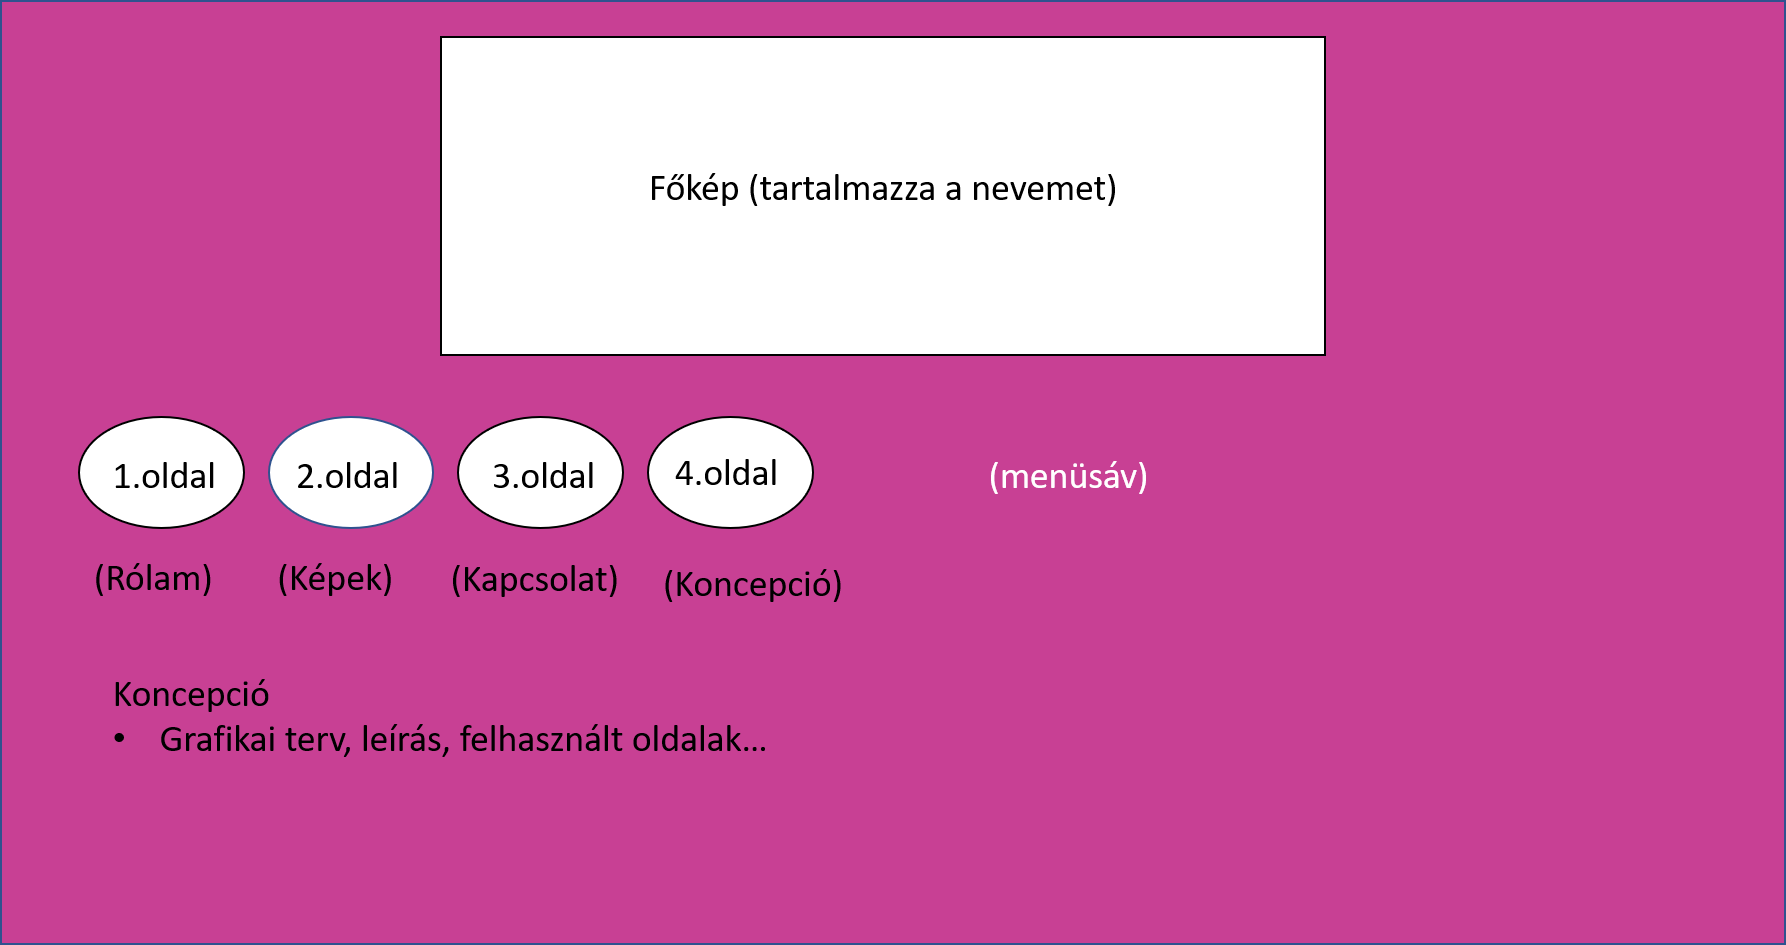 Főkép (tartalmazza a nevemet)
1.oldal 2.oldal 3.oldal 4.oldal (menüsáv)
(Rólam) (Képek) (Kapcsolat) (Koncepció)
Koncepció
• Grafikai terv, leírás, felhasznált oldalak...